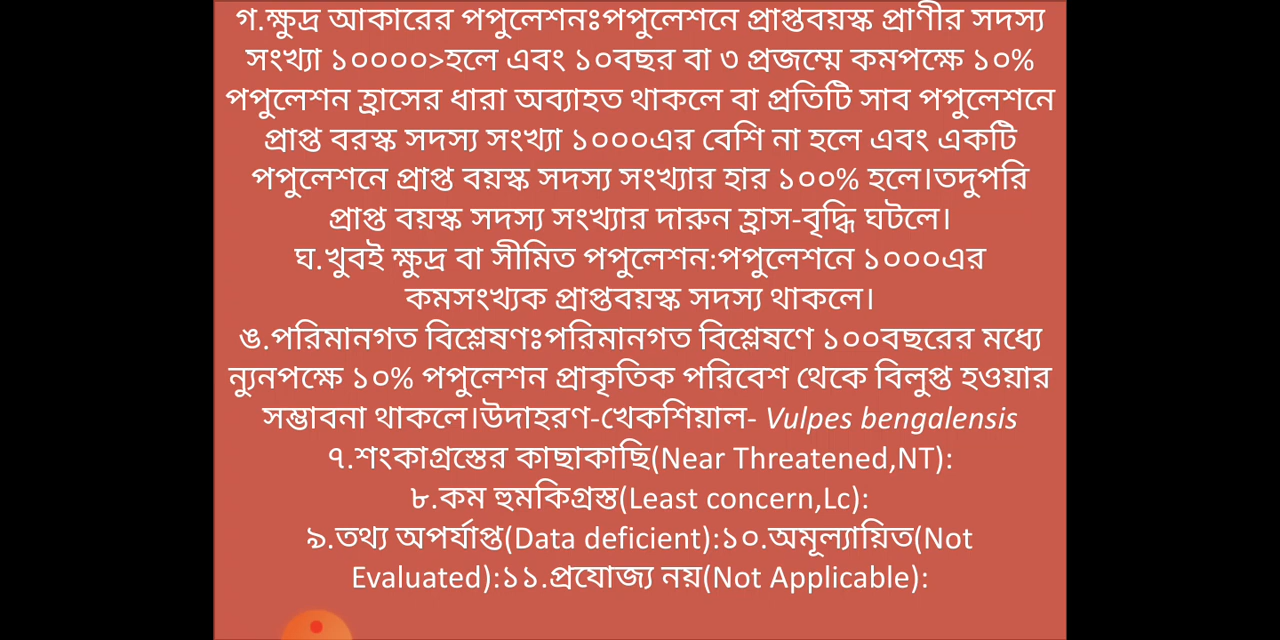 গ.ক্ষুদ্র আকারের পপুলেশনঃপপুলেশনে প্রাপ্তবয়স্ক প্রাণীর সদস্য
সংখ্যা ১০০০০>হলে এবং ১০বছর বা ৩ প্রজম্মে কমপক্ষে ১০%
পপুলেশন হ্রাসের ধারা অব্যাহত থাকলে বা প্রতিটি সাব পপুলেশনে
প্রাপ্ত বরস্ক সদস্য সংখ্যা ১০০০এর বেশি না হলে এবং একটি
পপুলেশনে প্রাপ্ত বয়স্ক সদস্য সংখ্যার হার ১০০% হলে।তদুপরি
প্রাপ্ত বয়স্ক সদস্য সংখ্যার দারুন হ্রাস-বৃদ্ধি ঘটলে।
ঘ.খুবই ক্ষুদ্র বা সীমিত পপুলেশন:পপুলেশনে ১০০০এর
কমসংখ্যক প্রাপ্তবয়স্ক সদস্য থাকলে।
ঙ.পরিমানগত বিশ্লেষণঃপরিমানগত বিশ্লেষণে ১০০বছরের মধ্যে
ন্যুনপক্ষে ১০% পপুলেশন প্রাকৃতিক পরিবেশ থেকে বিলুপ্ত হওয়ার
সম্ভাবনা থাকলে।উদাহরণ-খেকশিয়াল- Vulpes bengalensis
৭.শংকাগ্রস্তের কাছাকাছি(Near Threatened,NT):
৮.কম হুমকিগ্রস্ত(Least concern,Lc):
৯.তথ্য অপর্যাপ্ত(Data deficient):১০.অমূল্যায়িত(Not
Evaluated):১১.প্রযোজ্য নয়(Not Applicable):